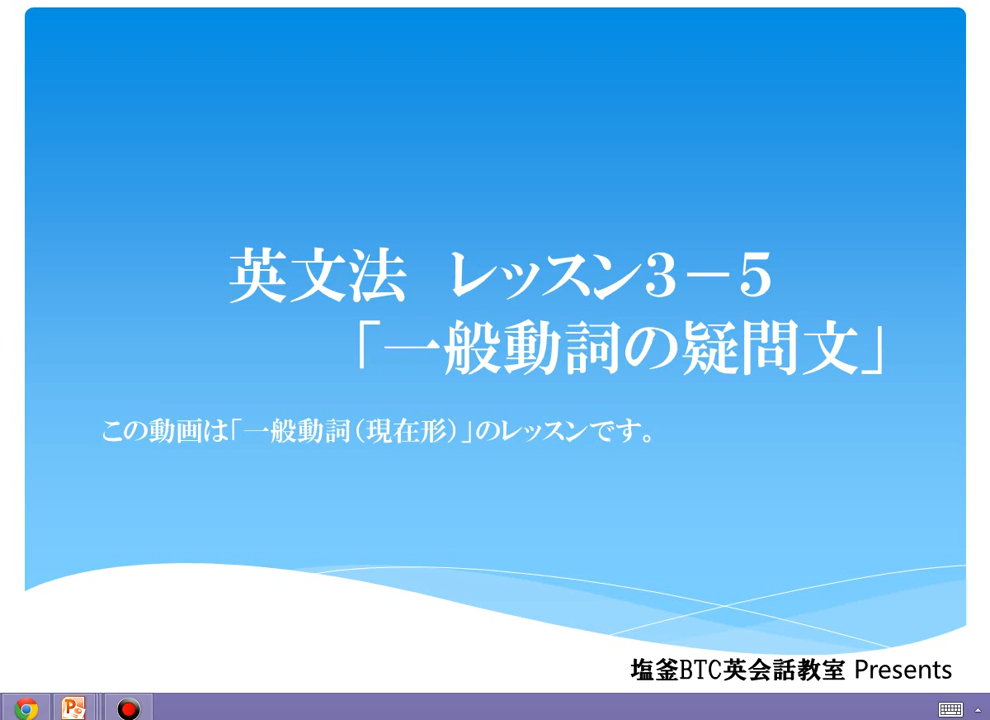 英文法　レッスン３－５
「一般動詞の疑問文」
この動画は「一般動詞（現在形）」のレッスンです。
塩釜BTC英会話教室 Presents